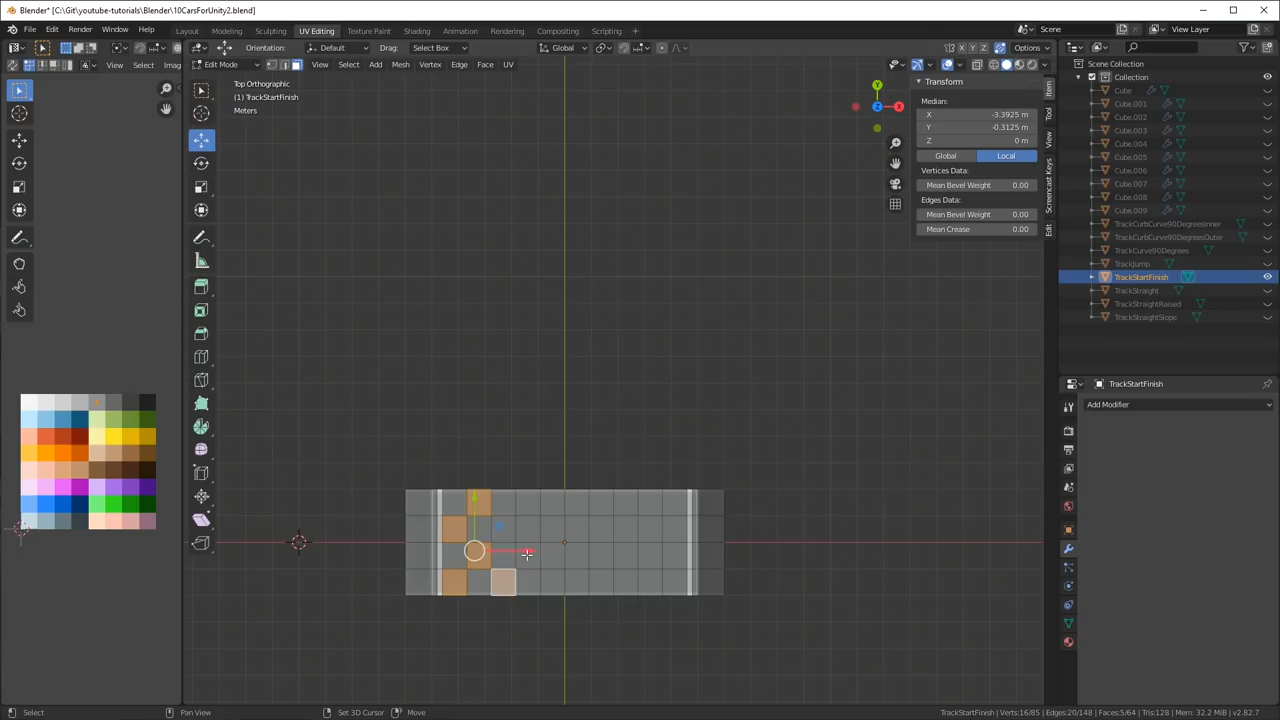 Blender* [C:\Git\youtube-tutorials\Blender\10CarsForUnity2.blend]
File Edit Render Window Help Layout Modeling Sculpting UV Editing Texture Paint Shading Animation Rendering Compositing Scripting + Scene View Layer
Orientation: Default Drag: Select Box Global X Y Z Options
View Select Imag Edit Mode View Select Add Mesh Vertex Edge Face UV
Top Orthographic
(1) TrackStartFinish
Meters
Y
Z
X
Transform
Median:
X -3.3925 m
Y -0.3125 m
Z 0 m
Global Local
Vertices Data:
Mean Bevel Weight 0.00
Edges Data:
Mean Bevel Weight 0.00
Mean Crease 0.00
Item
Tool
View
Screencast Keys
Edit
Scene Collection
Collection
Cube
Cube.001
Cube.002
Cube.003
Cube.004
Cube.005
Cube.006
Cube.007
Cube.008
Cube.009
TrackCurbCurve90DegreesInner
TrackCurbCurve90DegreesOuter
TrackCurve90Degrees
TrackJump
TrackStartFinish
TrackStraight
TrackStraightRaised
TrackStraightSlope
TrackStartFinish
Add Modifier
Select Pan View Set 3D Cursor Move TrackStartFinish | Verts:16/85 | Edges:20/148 | Faces:5/64 | Tris:128 | Mem: 32.2 MiB | v2.82.7